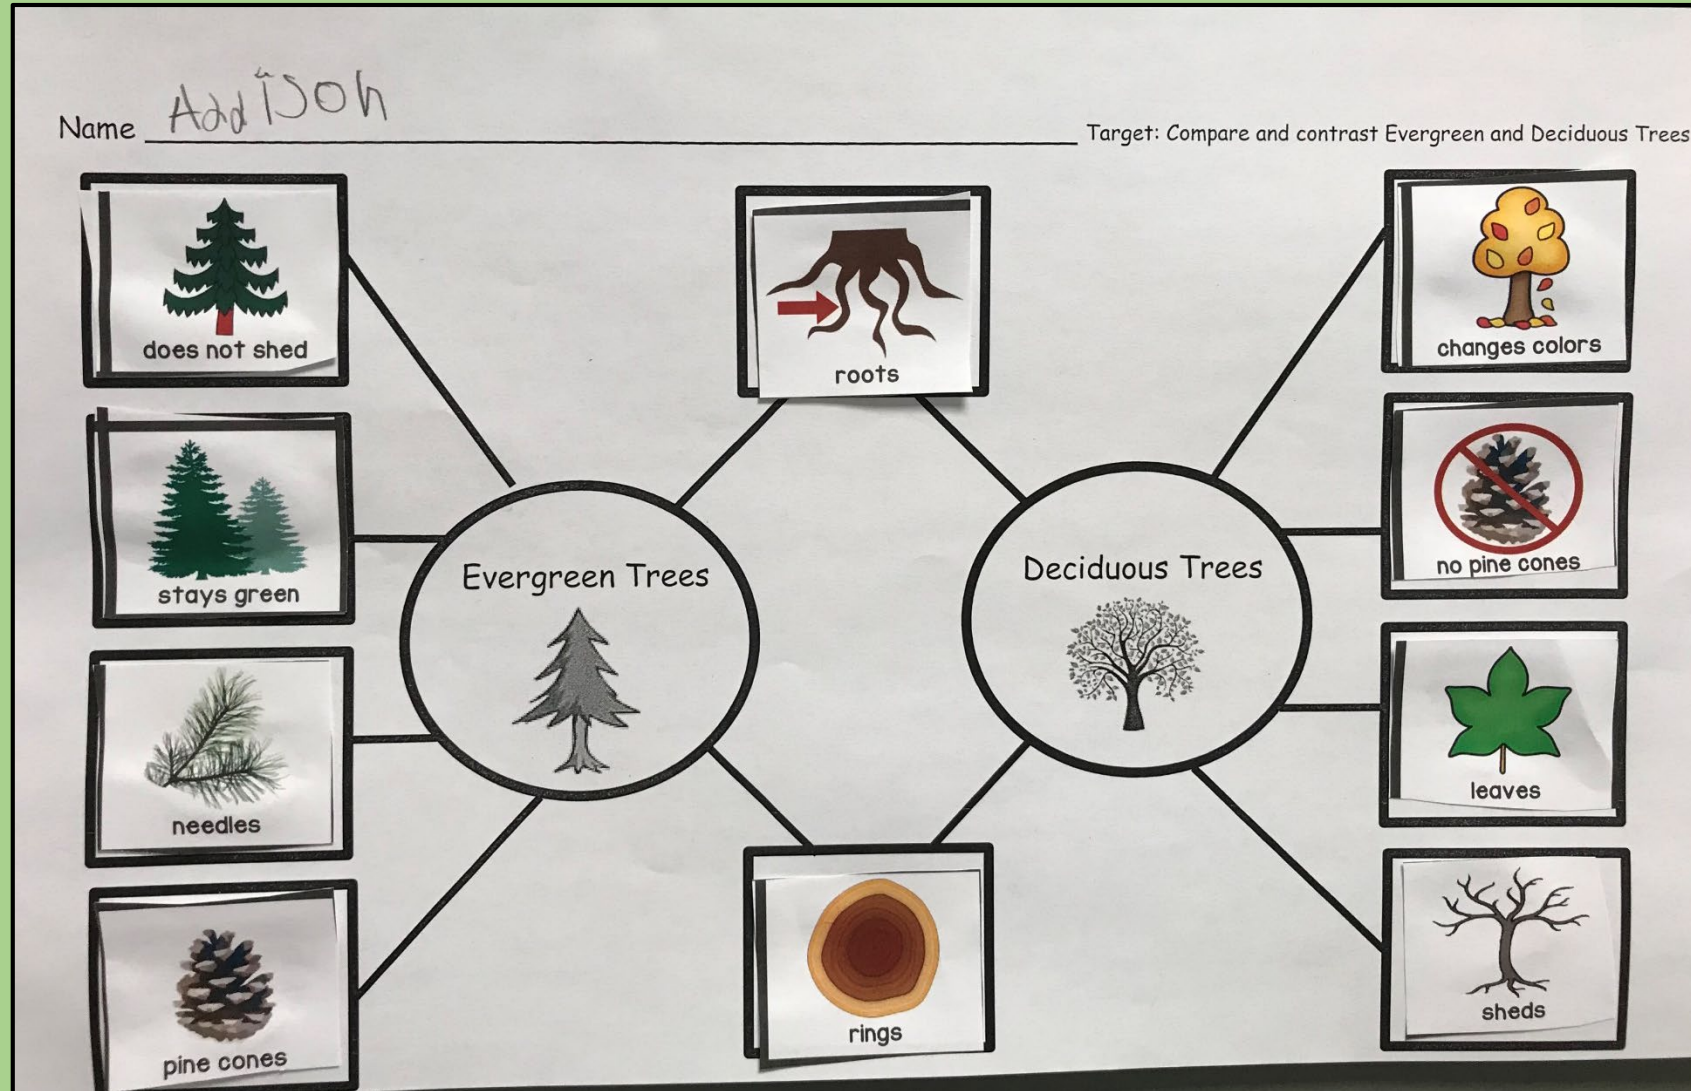 Name Addison
Target: Compare and contrast Evergreen and Deciduous Trees
does not shed
roots
changes colors
stays green
no pine cones
Evergreen Trees
Deciduous Trees
needles
leaves
pine cones
rings
sheds